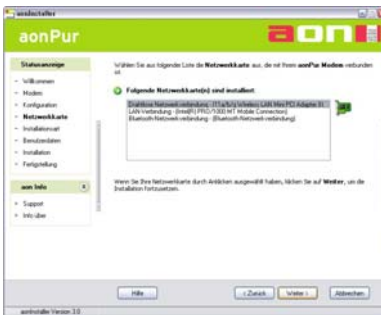 aonInstaller
aonPur
aon
Statusanzeige
Willkommen
Modem
Konfiguration
Netzwerkkarte
Installationsart
Benutzerdaten
Installation
Fertigstellung
aon Info
Support
Info über
Wählen Sie aus folgender Liste die Netzwerkkarte aus, die mit Ihrem aonPur Modem verbunden
ist.
Folgende Netzwerkkarte(n) sind installiert:
Drahtlose Netzwerkverbindung - (11a/b/g Wireless LAN Mini PCI Adapter II)
LAN-Verbindung - (Intel(R) PRO/1000 MT Mobile Connection)
Bluetooth-Netzwerkverbindung - (Bluetooth-Netzwerkverbindung)
Wenn Sie Ihre Netzwerkkarte durch Anklicken ausgewählt haben, klicken Sie auf Weiter, um die
Installation fortzusetzen.
Hilfe
< Zurück
Weiter >
Abbrechen
aonInstaller Version 3.0